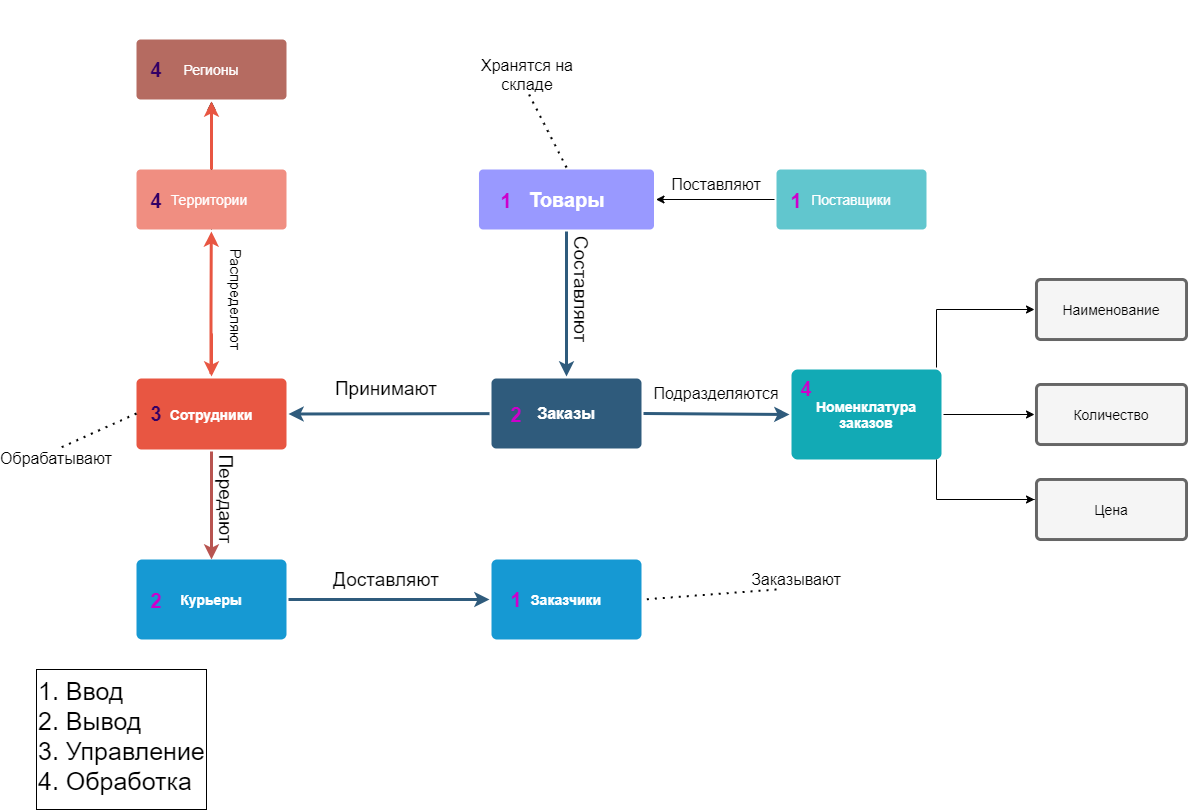 4 Регионы
Хранятся на
складе
4 Территории
1 Товары
Поставляют
1 Поставщики
Распределяют
Составляют
Наименование
Принимают
Подразделяются
4
Номенклатура
заказов
3 Сотрудники
2 Заказы
Количество
Обрабатывают
Передают
Цена
Доставляют
Заказывают
2 Курьеры
1 Заказчики
1. Ввод
2. Вывод
3. Управление
4. Обработка